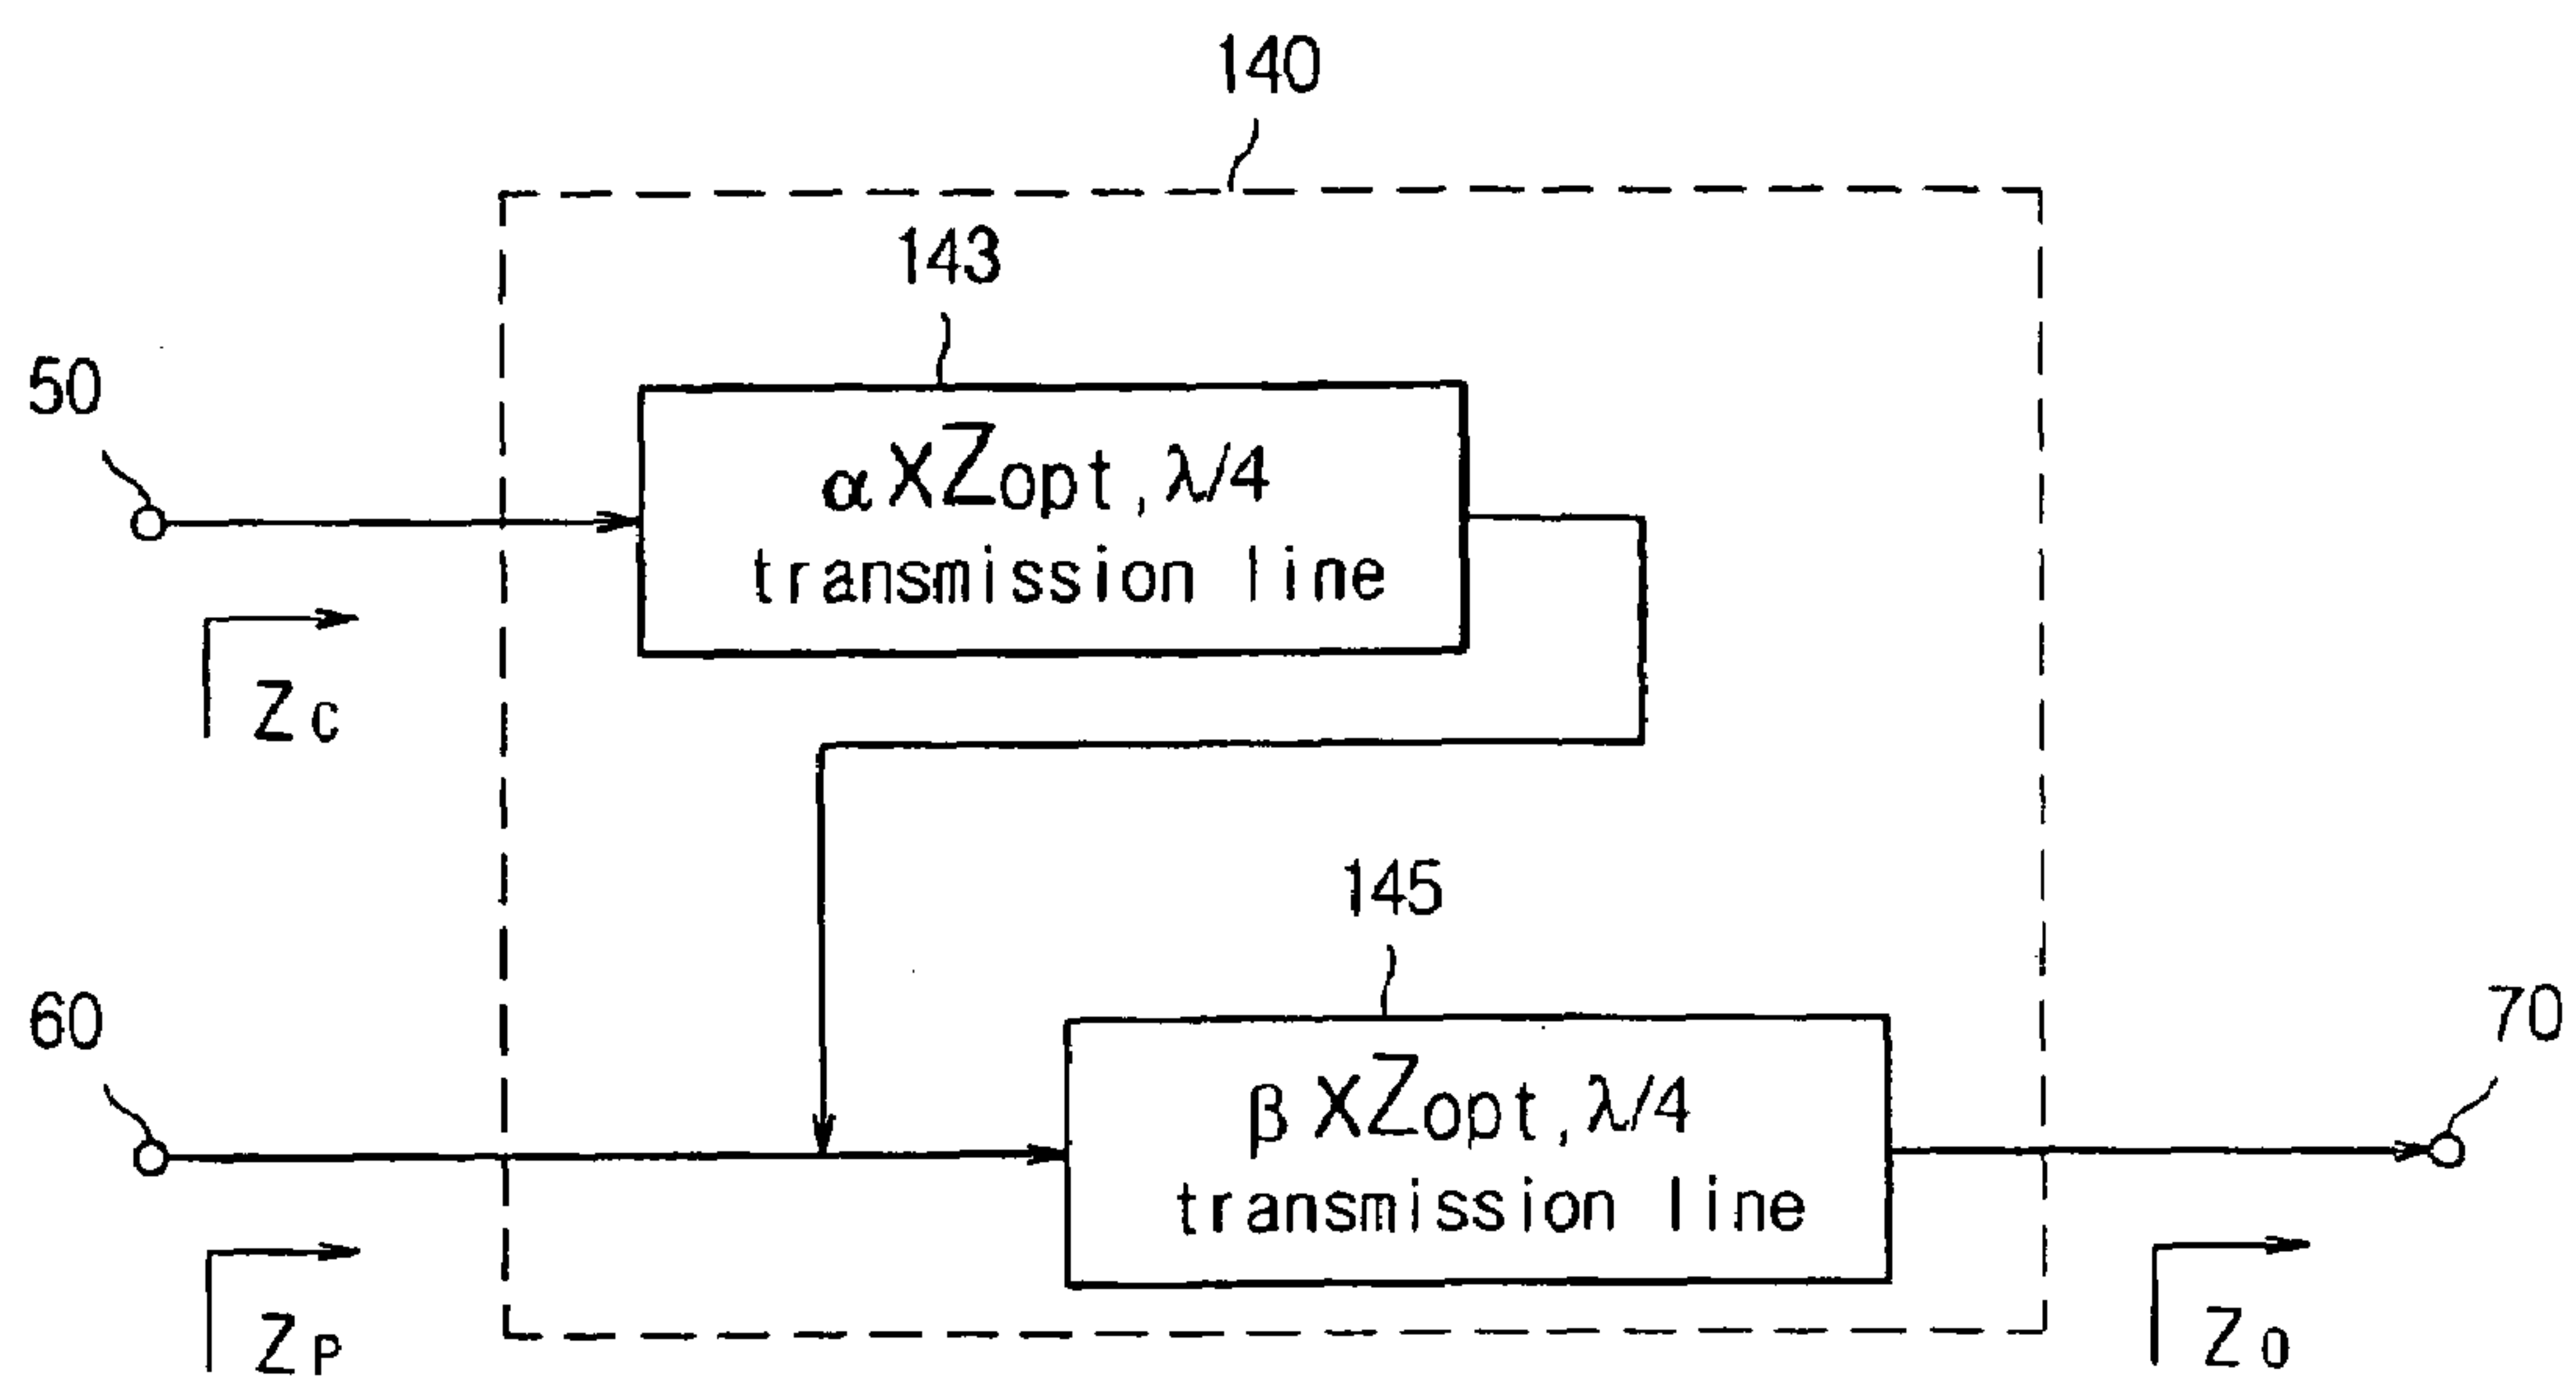 140
143
50
αXZopt, λ/4
transmission line
Zc
145
60
70
βXZopt, λ/4
transmission line
ZP
Zo